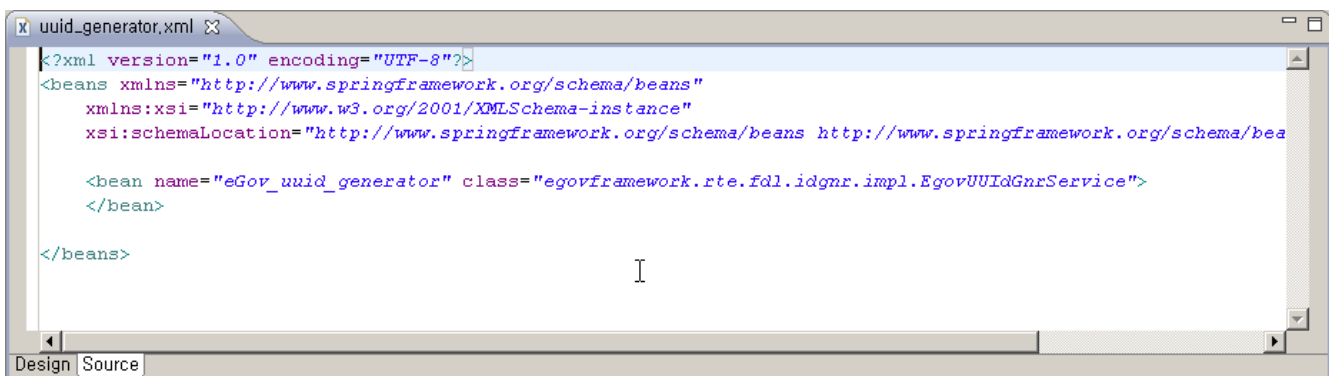 uuid_generator.xml
<?xml version="1.0" encoding="UTF-8"?>
<beans xmlns="http://www.springframework.org/schema/beans"
xmlns:xsi="http://www.w3.org/2001/XMLSchema-instance"
xsi:schemaLocation="http://www.springframework.org/schema/beans http://www.springframework.org/schema/bea
<bean name="eGov_uuid_generator" class="egovframework.rte.fdl.idgnr.impl.EgovUUIdGnrService">
</bean>
</beans>
Design Source